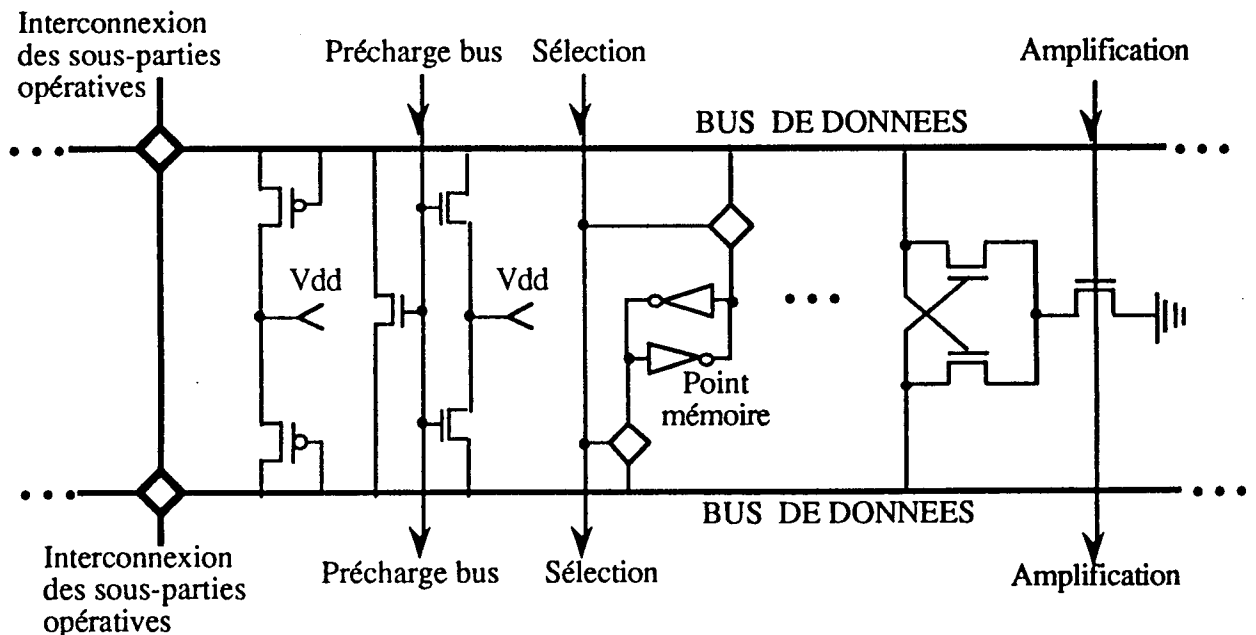 Interconnexion
des sous-parties
opératives
Précharge bus
Sélection
Amplification
BUS DE DONNEES
Vdd
Vdd
Point
mémoire
BUS DE DONNEES
Interconnexion
des sous-parties
opératives
Précharge bus
Sélection
Amplification